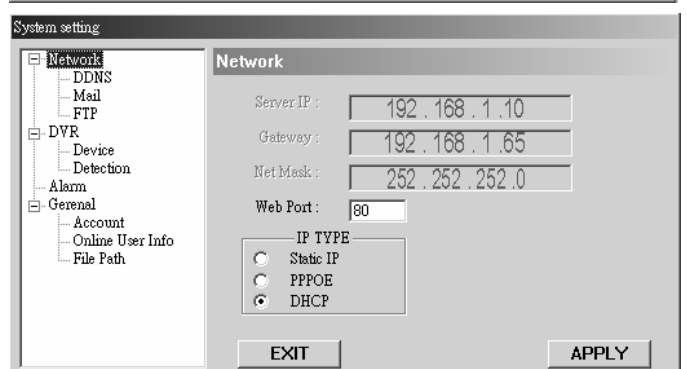 System setting
Network
DDNS
Mail
FTP
DVR
Device
Detection
Alarm
Gerenal
Account
Online User Info
File Path
Network
Server IP : 192 . 168 . 1 .10
Gateway : 192 . 168 . 1 .65
Net Mask : 252 . 252 . 252 .0
Web Port : 80
IP TYPE
Static IP
PPPOE
DHCP
EXIT APPLY